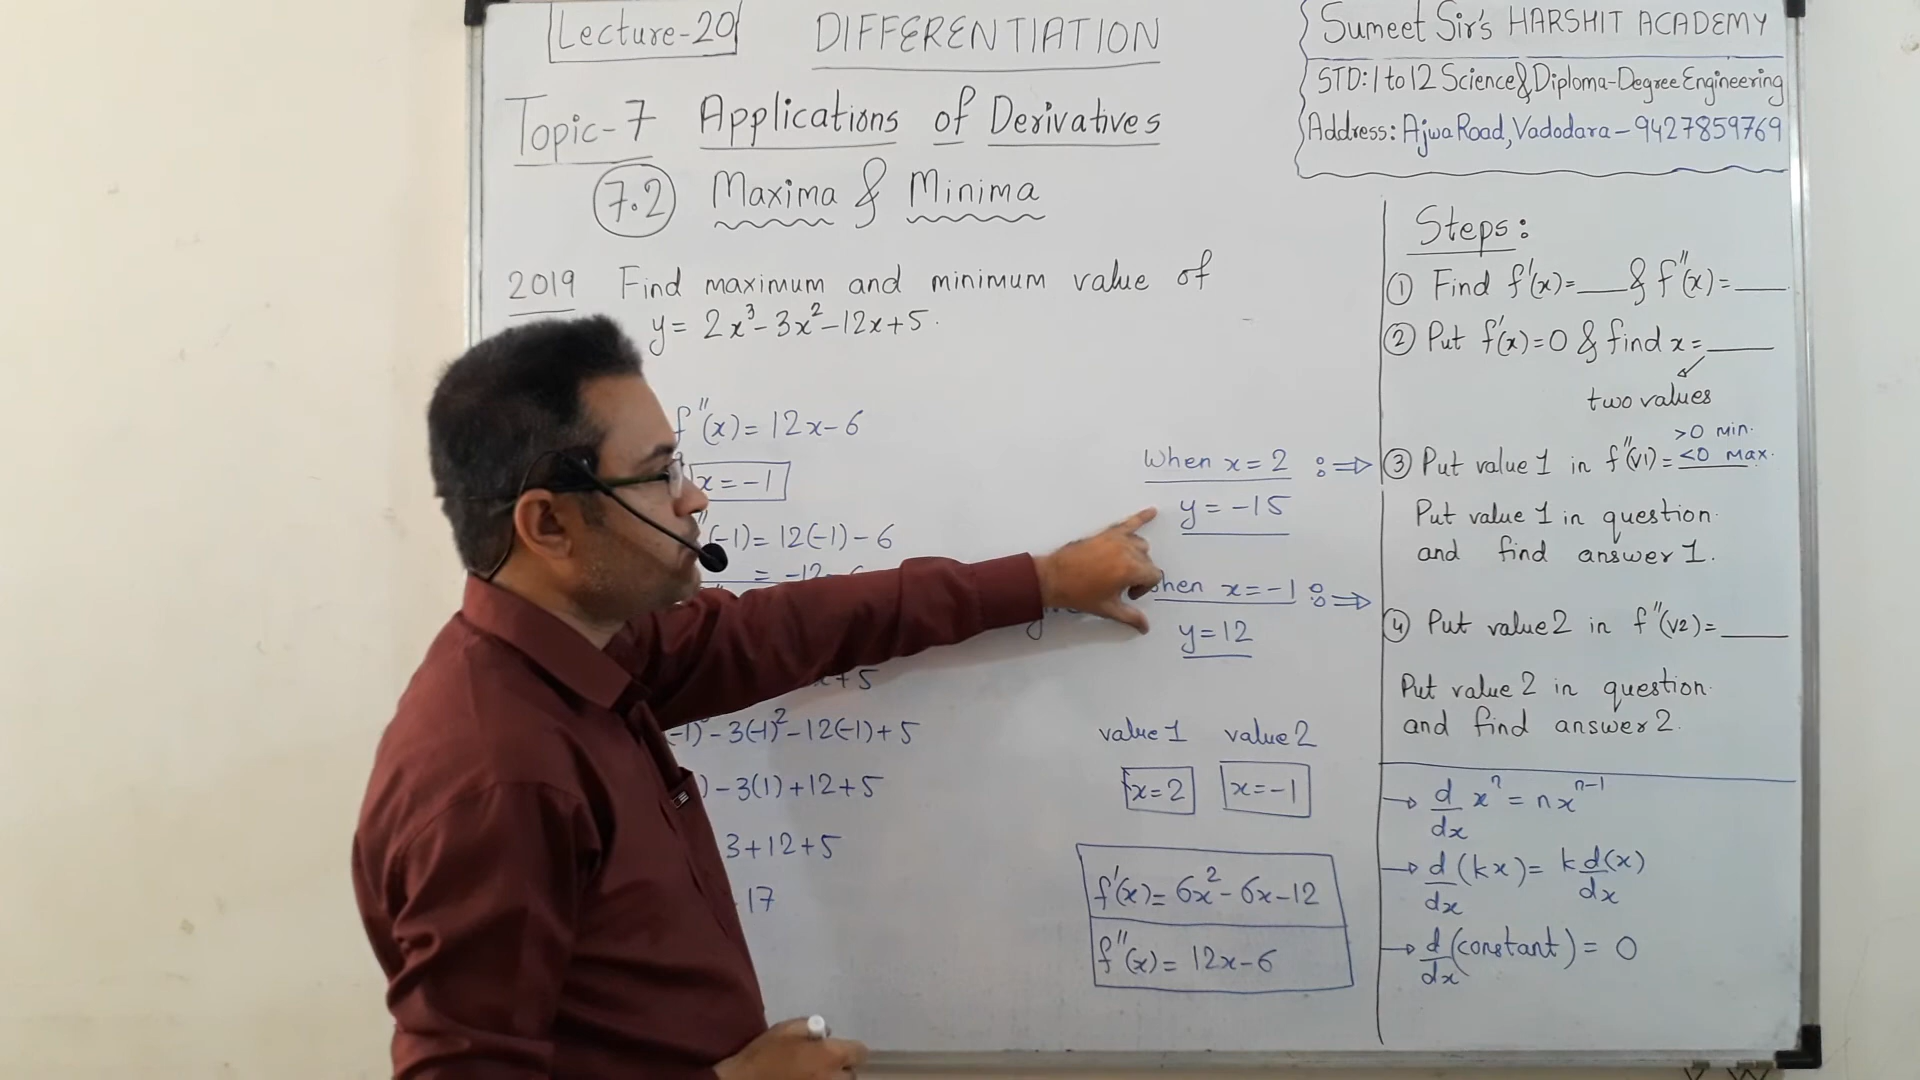 Lecture-20 DIFFERENTIATION
Topic-7 Applications of Derivatives
7.2 Maxima & Minima
2019 Find maximum and minimum value of
y = 2x³-3x²-12x+5.
f''(x)= 12x-6
x = -1
(-1)= 12(-1)-6
= -12-6
x+5
(-1)³-3(-1)²-12(-1)+5
)-3(1)+12+5
3+12+5
17
When x=2 :⇒
y = -15
when x=-1 :⇒
y=12
value 1 value 2
x=2 x=-1
f'(x)= 6x²-6x-12
f''(x)= 12x-6
Sumeet Sir's HARSHIT ACADEMY
STD: 1 to 12 Science & Diploma-Degree Engineering
Address: Ajwa Road, Vadodara - 9427859769
Steps:
① Find f'(x)=___ & f''(x)=___
② Put f'(x)=0 & find x=____
two values
>0 min.
③ Put value 1 in f''(v1)= <0 max.
Put value 1 in question
and find answer 1.
④ Put value 2 in f''(v2)=____
Put value 2 in question
and find answer 2.
→ d/dx xⁿ = nxⁿ⁻¹
→ d/dx (kx)= k d(x)/dx
→ d/dx (constant) = 0